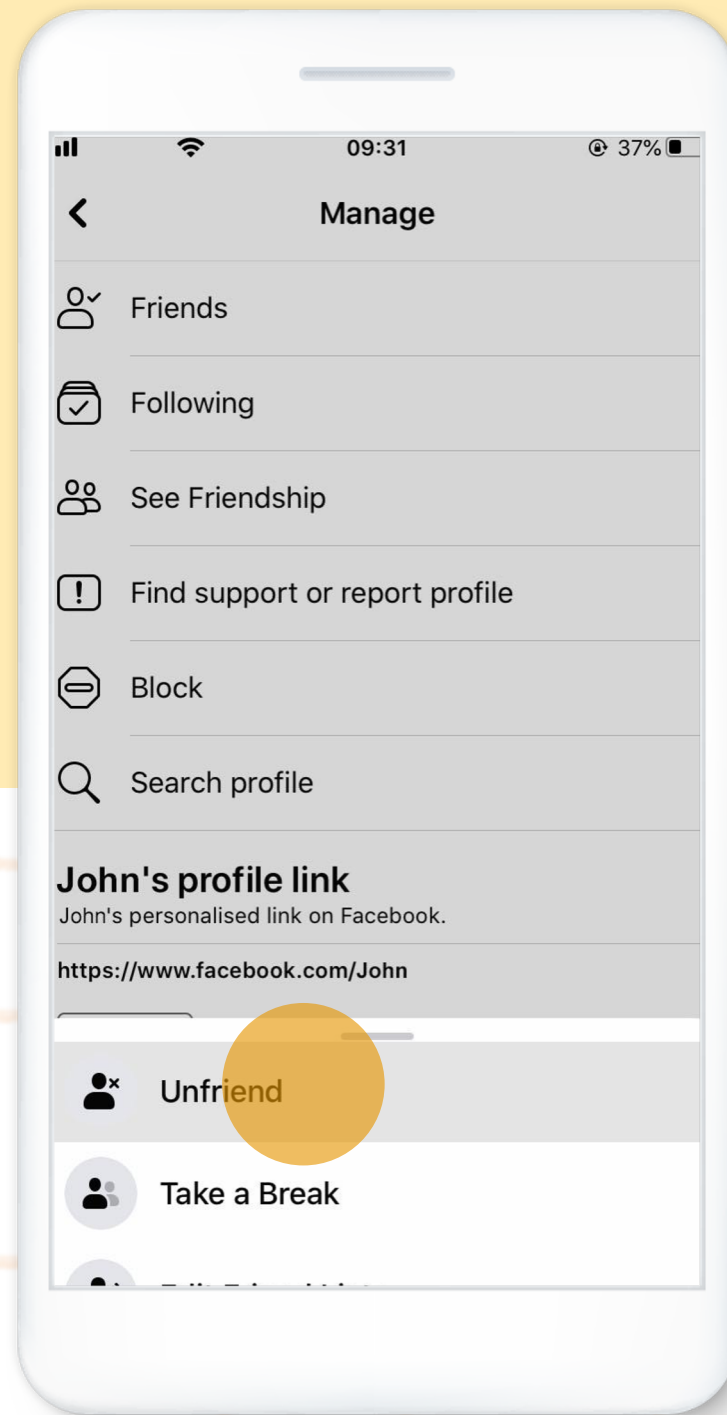 09:31
37%
Manage
Friends
Following
See Friendship
Find support or report profile
Block
Search profile
John's profile link
John's personalised link on Facebook.
https://www.facebook.com/John
Unfriend
Take a Break